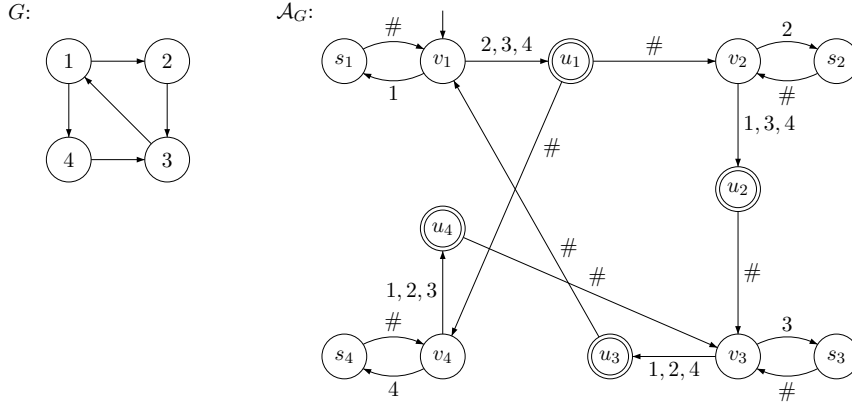 G:
1
2
4
3
𝒜_G:
s₁
#
1
v₁
2, 3, 4
u₁
#
v₂
2
#
s₂
#
1, 3, 4
u₂
u₄
#
#
#
1, 2, 3
s₄
#
4
v₄
u₃
1, 2, 4
v₃
3
#
s₃